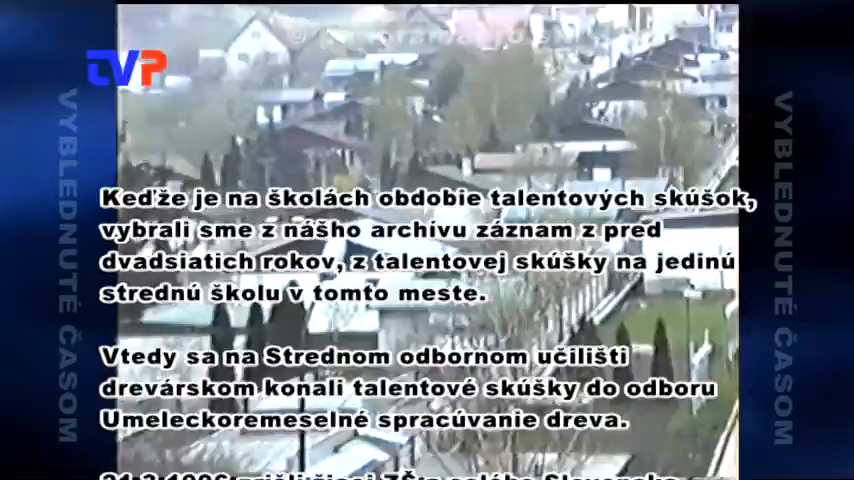 TVP
VYBLEDNUTÉ ČASOM
Keďže je na školách obdobie talentových skúšok,
vybrali sme z nášho archívu záznam z pred
dvadsiatich rokov, z talentovej skúšky na jedinú
strednú školu v tomto meste.
Vtedy sa na Strednom odbornom učilišti
drevárskom konali talentové skúšky do odboru
Umeleckoremeselné spracúvanie dreva.
VYBLEDNUTÉ ČASOM